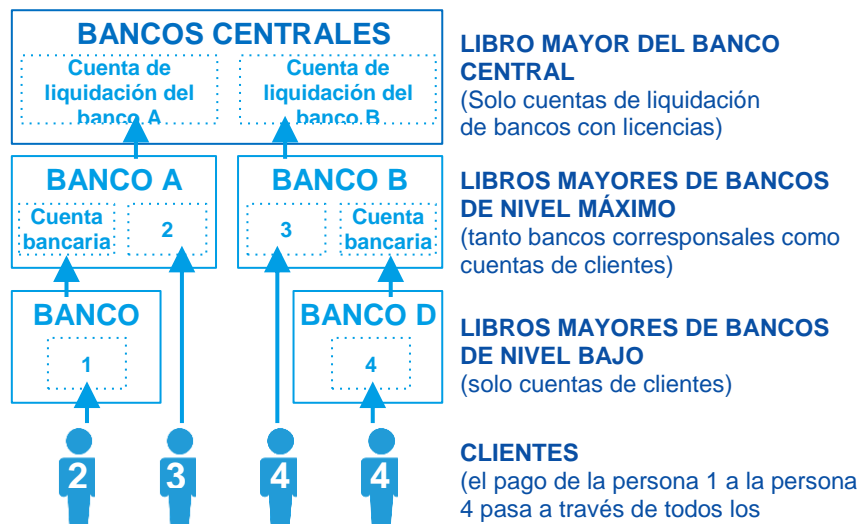 BANCOS CENTRALES
Cuenta de
liquidación del
banco A
Cuenta de
liquidación del
banco B
LIBRO MAYOR DEL BANCO
CENTRAL
(Solo cuentas de liquidación
de bancos con licencias)
BANCO A
Cuenta
bancaria
2
BANCO B
3
Cuenta
bancaria
LIBROS MAYORES DE BANCOS
DE NIVEL MÁXIMO
(tanto bancos corresponsales como
cuentas de clientes)
BANCO
1
BANCO D
4
LIBROS MAYORES DE BANCOS
DE NIVEL BAJO
(solo cuentas de clientes)
2
3
4
4
CLIENTES
(el pago de la persona 1 a la persona
4 pasa a través de todos los